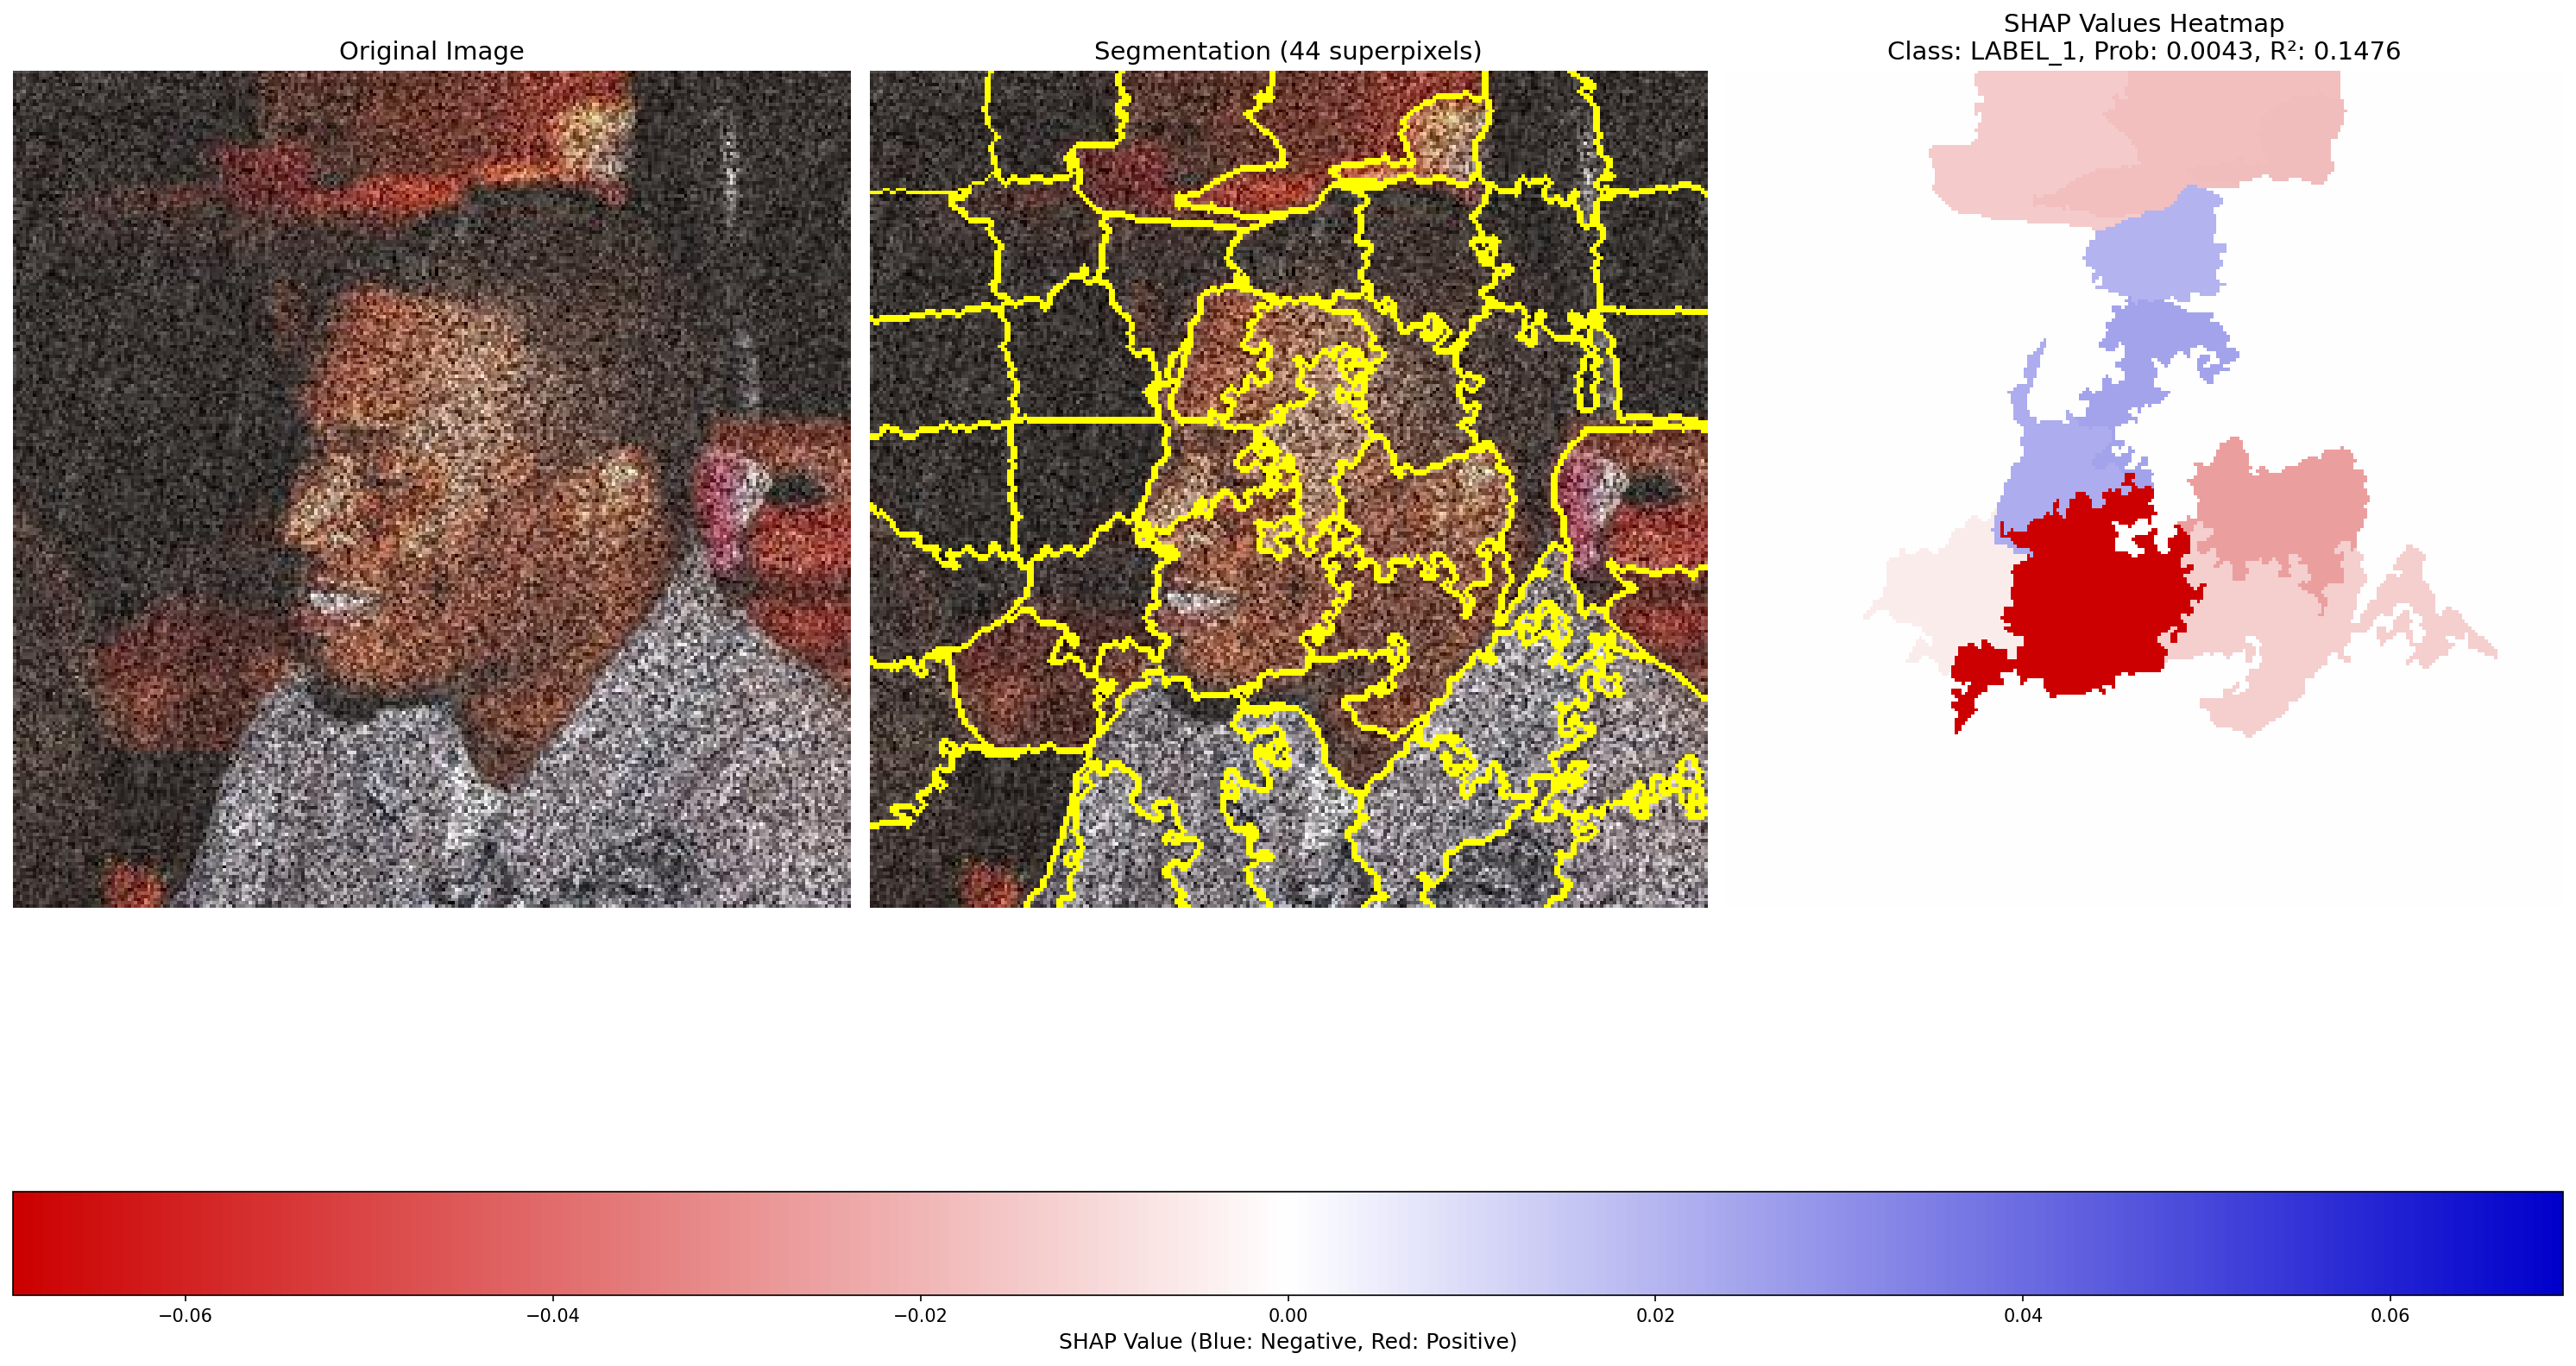 Original Image
Segmentation (44 superpixels)
SHAP Values Heatmap
Class: LABEL_1, Prob: 0.0043, R²: 0.1476
−0.06 −0.04 −0.02 0.00 0.02 0.04 0.06
SHAP Value (Blue: Negative, Red: Positive)